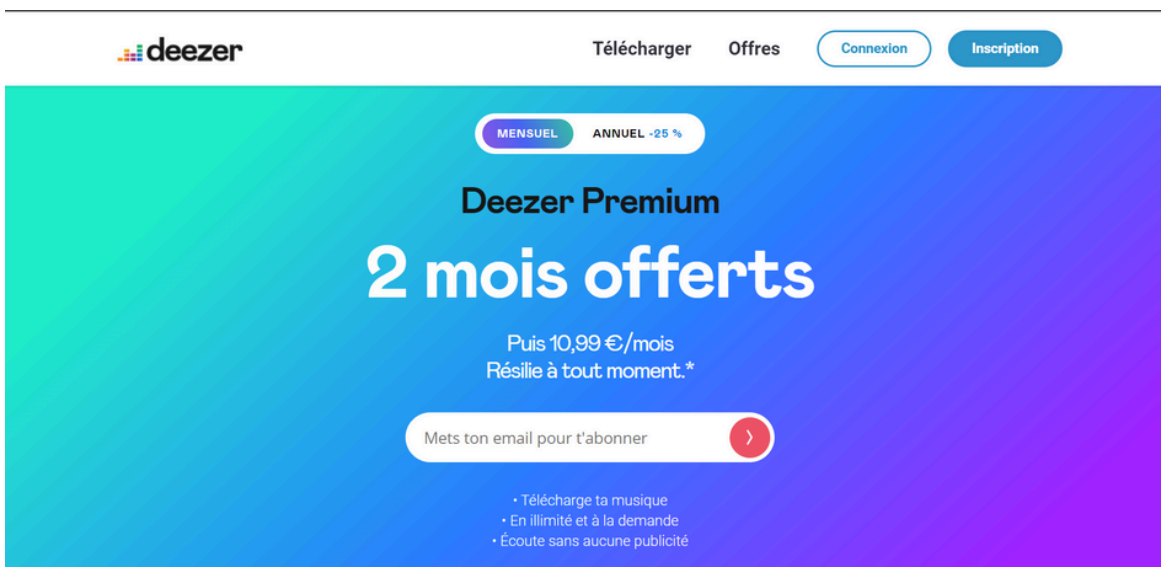 deezer
Télécharger Offres Connexion Inscription
MENSUEL ANNUEL -25 %
Deezer Premium
2 mois offerts
Puis 10,99 €/mois
Résilie à tout moment.*
Mets ton email pour t'abonner
• Télécharge ta musique
• En illimité et à la demande
• Écoute sans aucune publicité